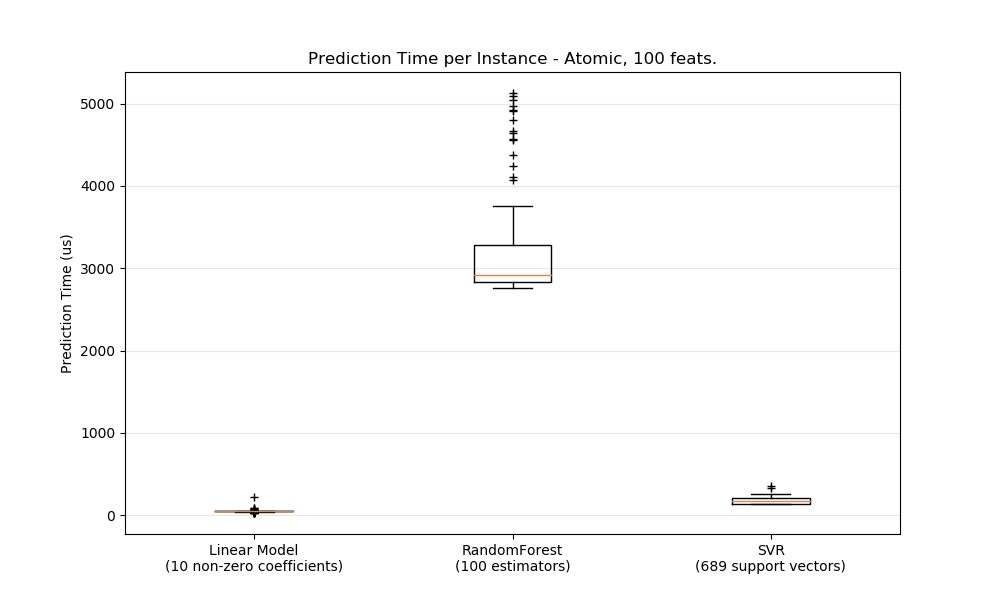 Prediction Time per Instance - Atomic, 100 feats.
Prediction Time (us)
5000
4000
3000
2000
1000
0
Linear Model
(10 non-zero coefficients)
RandomForest
(100 estimators)
SVR
(689 support vectors)